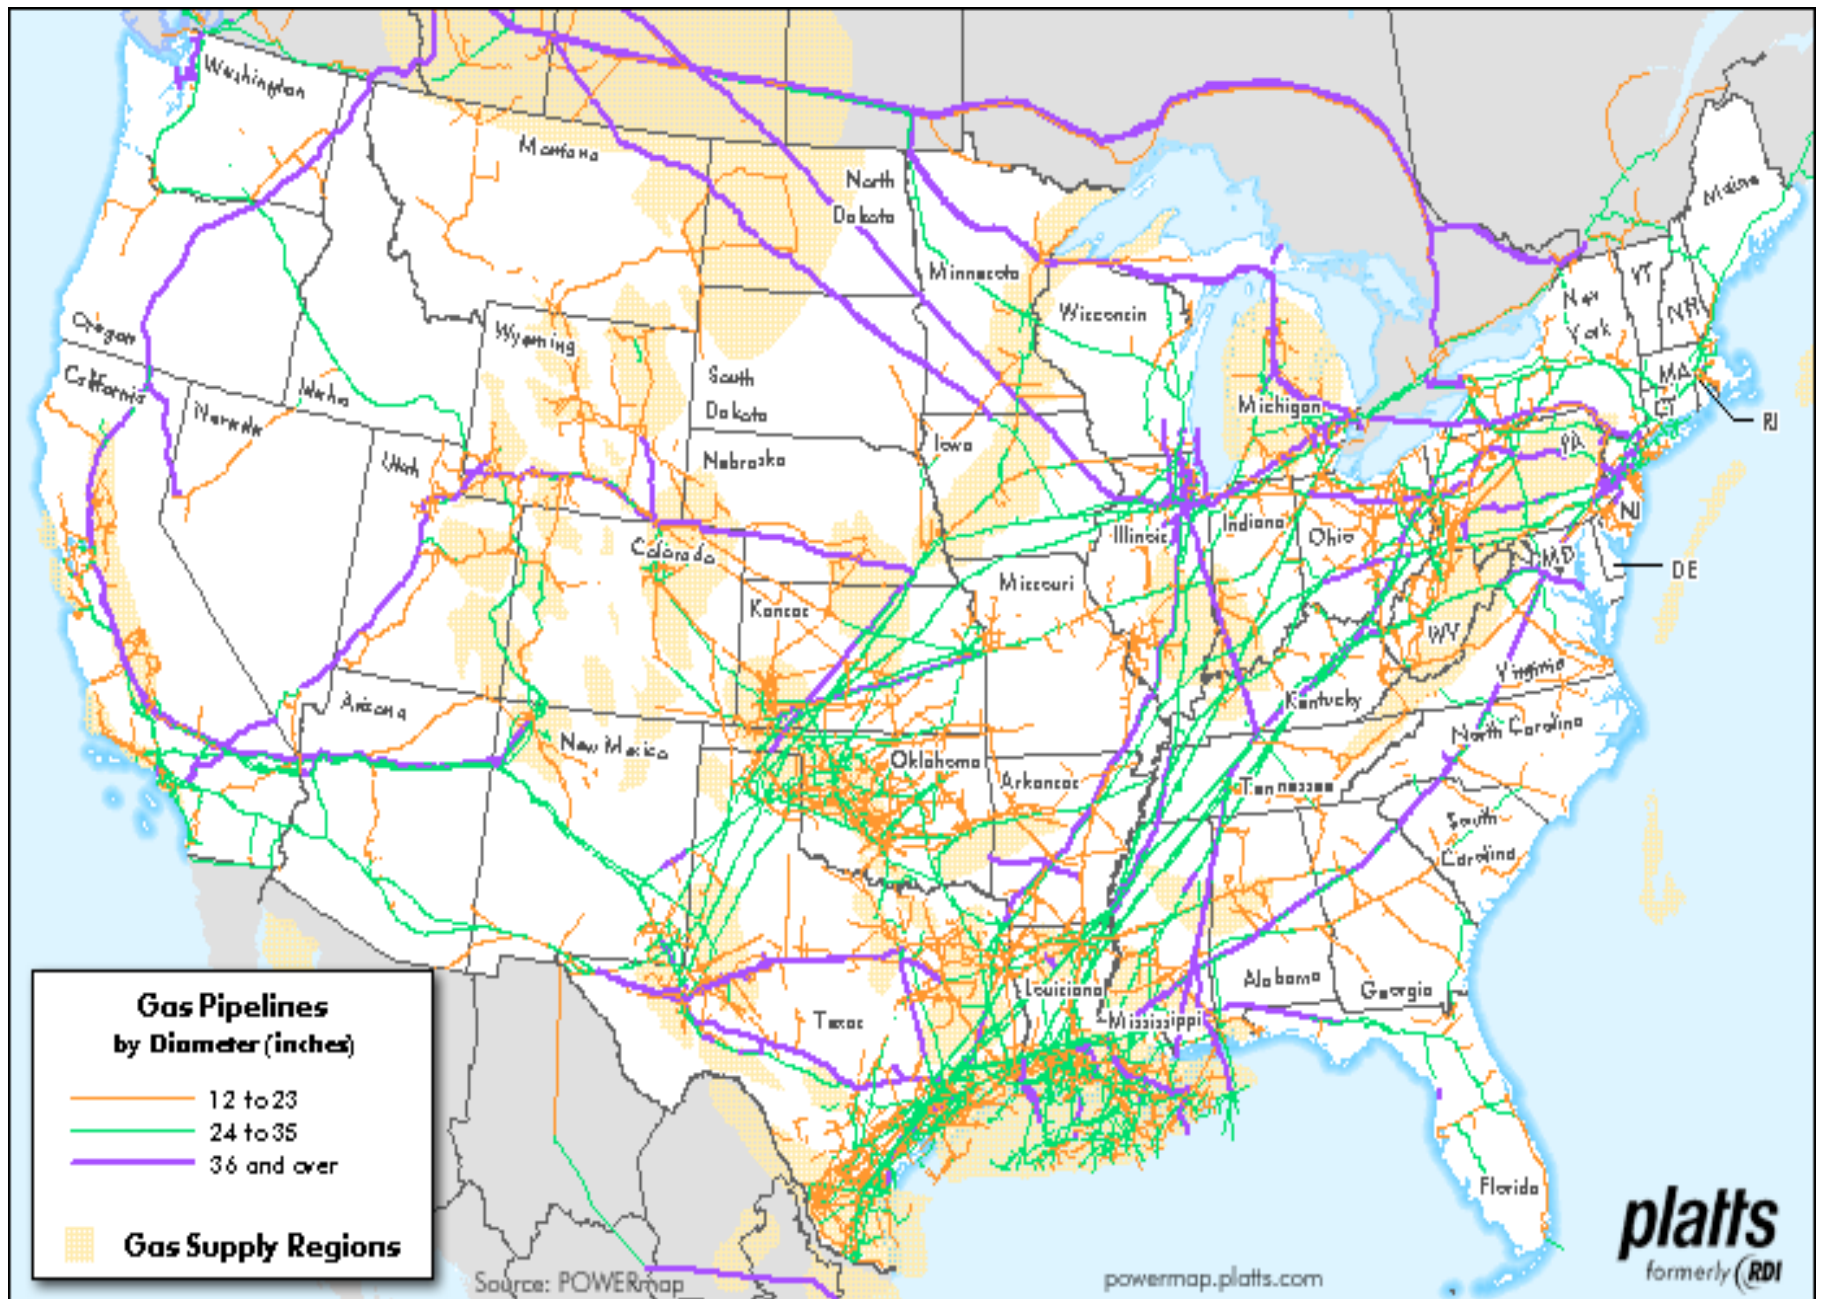 Washington
Montana
North
Dakota
Minnesota
Maine
Oregon
Wyoming
Wisconsin
New
York
VT
NH
California
Nevada
Idaho
South
Dakota
Michigan
MA
CT
RI
Utah
Nebraska
Iowa
PA
Colorado
Illinois
Indiana
Ohio
NJ
MD
DE
Kansas
Missouri
WV
Virginia
Arizona
New Mexico
Kentucky
North Carolina
Oklahoma
Arkansas
Tennessee
South
Carolina
Texas
Louisiana
Mississippi
Alabama
Georgia
Florida
Gas Pipelines
by Diameter (inches)
12 to 23
24 to 35
36 and over
Gas Supply Regions
Source: POWERmap
powermap.platts.com
platts
formerly RDI